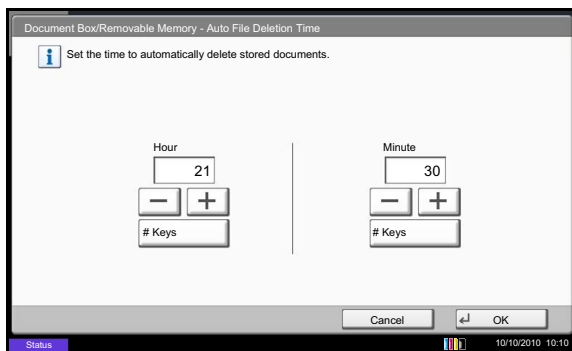 Document Box/Removable Memory - Auto File Deletion Time
Set the time to automatically delete stored documents.
Hour
Minute
21
30
# Keys
# Keys
Cancel
OK
Status
10/10/2010 10:10